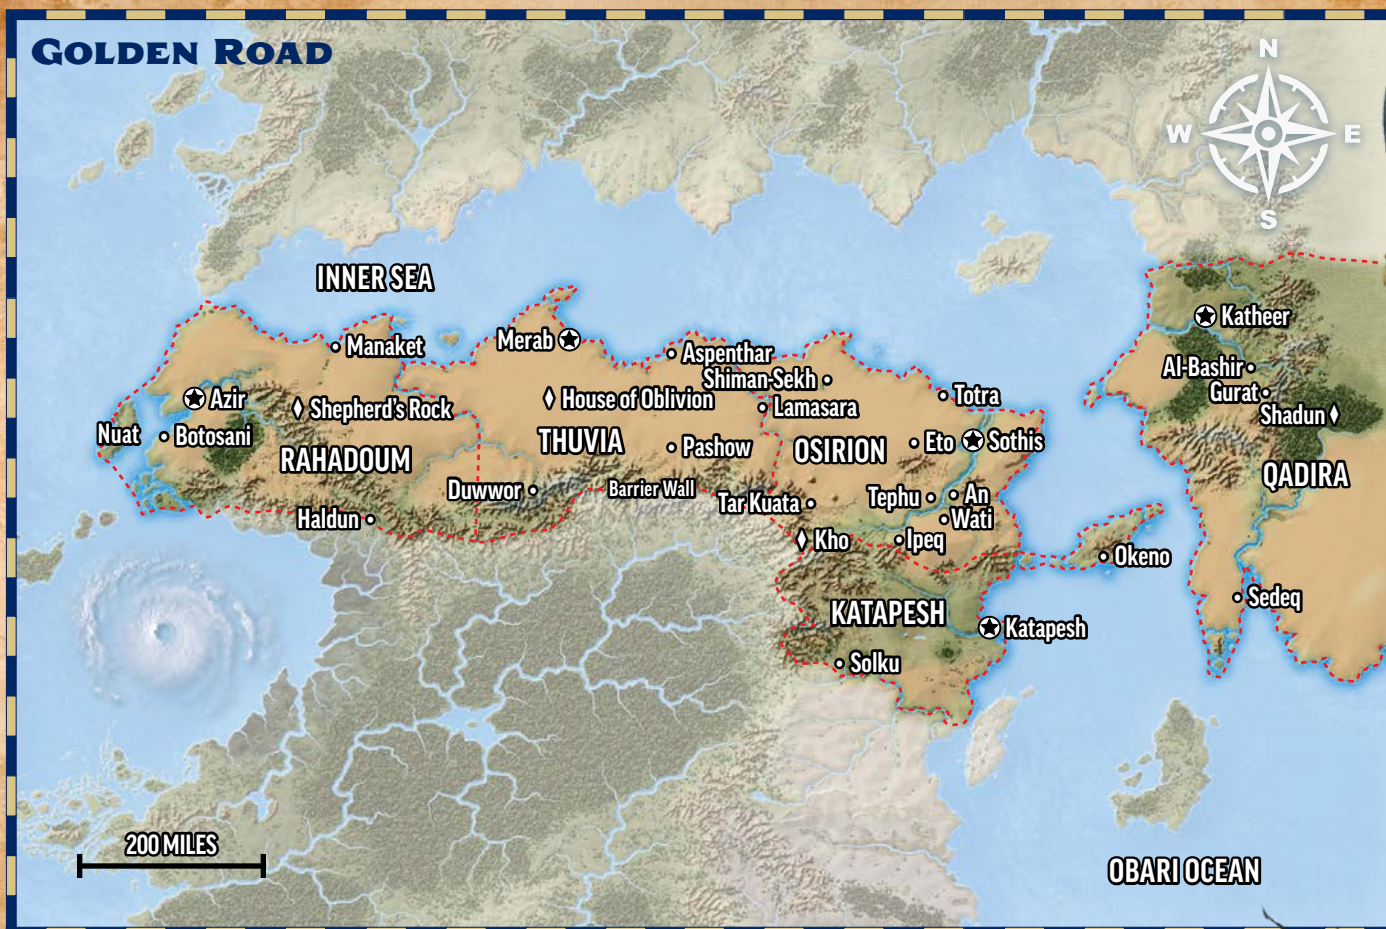 GOLDEN ROAD
N
W E
S
INNER SEA
Katheer
Merab
Manaket
Aspenthar
Al-Bashir
Shiman-Sekh
Gurat
Azir
House of Oblivion
Totra
Shepherd's Rock
Lamasara
Shadun
Nuat
Botosani
THUVIA
Eto
Sothis
Pashow
OSIRION
RAHADOUM
QADIRA
Duwwor
Barrier Wall
Tephu
An
Tar Kuata
Haldun
Wati
Kho
Ipeq
Okeno
Sedeq
KATAPESH
Katapesh
Solku
200 MILES
OBARI OCEAN